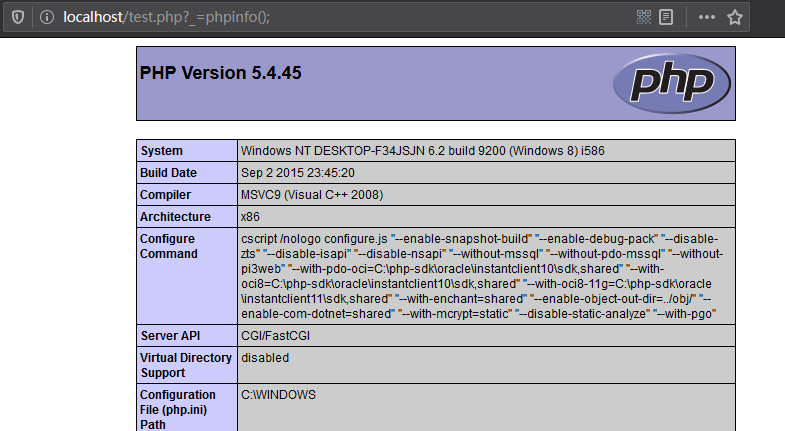 localhost/test.php?_=phpinfo();
PHP Version 5.4.45
php
System
Windows NT DESKTOP-F34JSJN 6.2 build 9200 (Windows 8) i586
Build Date
Sep 2 2015 23:45:20
Compiler
MSVC9 (Visual C++ 2008)
Architecture
x86
Configure
Command
cscript /nologo configure.js "--enable-snapshot-build" "--enable-debug-pack" "--disable-
zts" "--disable-isapi" "--disable-nsapi" "--without-mssql" "--without-pdo-mssql" "--without-
pi3web" "--with-pdo-oci=C:\php-sdk\oracle\instantclient10\sdk,shared" "--with-
oci8=C:\php-sdk\oracle\instantclient10\sdk,shared" "--with-oci8-11g=C:\php-sdk\oracle
\instantclient11\sdk,shared" "--with-enchant=shared" "--enable-object-out-dir=../obj/" "--
enable-com-dotnet=shared" "--with-mcrypt=static" "--disable-static-analyze" "--with-pgo"
Server API
CGI/FastCGI
Virtual Directory
Support
disabled
Configuration
File (php.ini)
Path
C:\WINDOWS